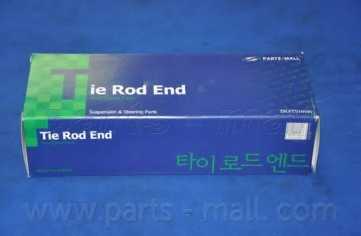 PARTS-MALL
Tie Rod End
Suspension & Steering Parts
Tie Rod End
타이 로드 엔드
www.parts-mall.com